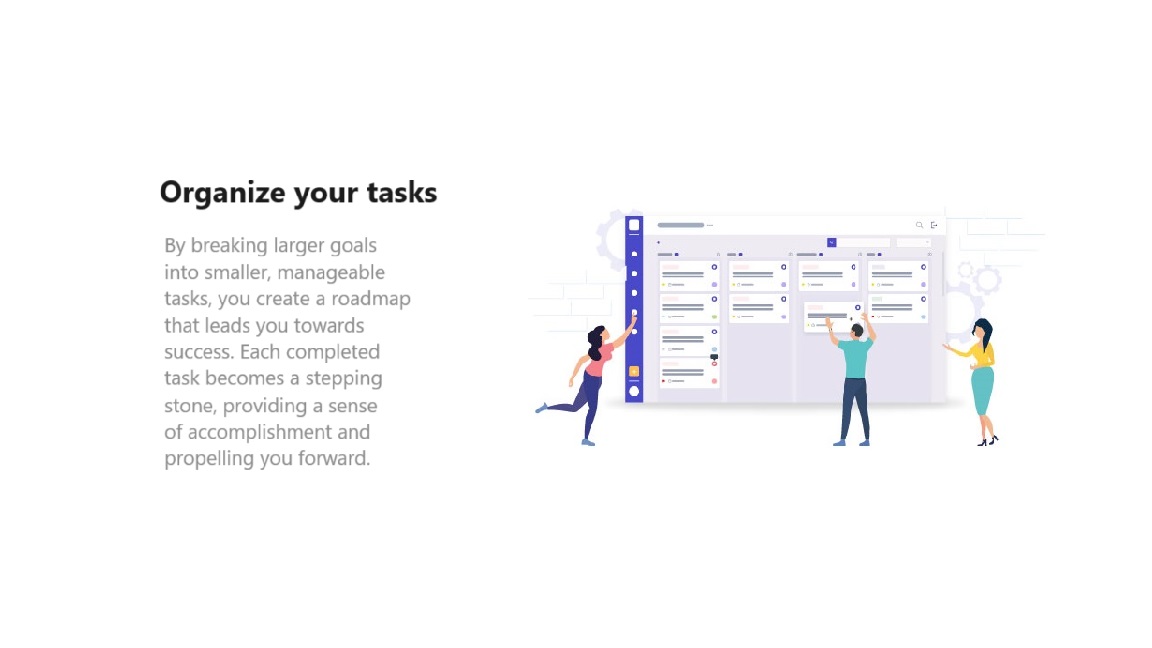 Organize your tasks
By breaking larger goals
into smaller, manageable
tasks, you create a roadmap
that leads you towards
success. Each completed
task becomes a stepping
stone, providing a sense
of accomplishment and
propelling you forward.